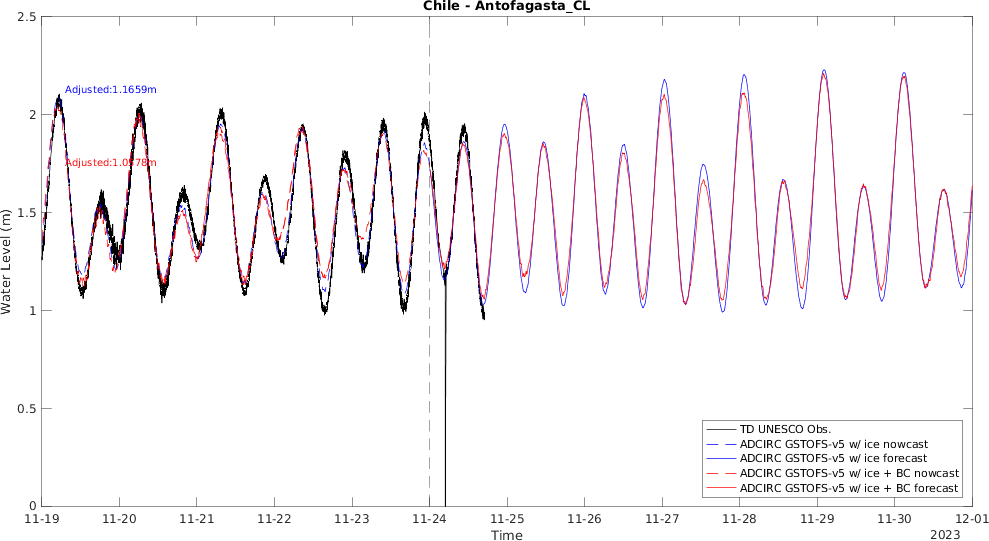 Chile - Antofagasta_CL
2.5
2
1.5
1
0.5
0
Water Level (m)
Adjusted:1.1659m
Adjusted:1.0578m
TD UNESCO Obs.
ADCIRC GSTOFS-v5 w/ ice nowcast
ADCIRC GSTOFS-v5 w/ ice forecast
ADCIRC GSTOFS-v5 w/ ice + BC nowcast
ADCIRC GSTOFS-v5 w/ ice + BC forecast
11-19 11-20 11-21 11-22 11-23 11-24 11-25 11-26 11-27 11-28 11-29 11-30 12-01
Time
2023